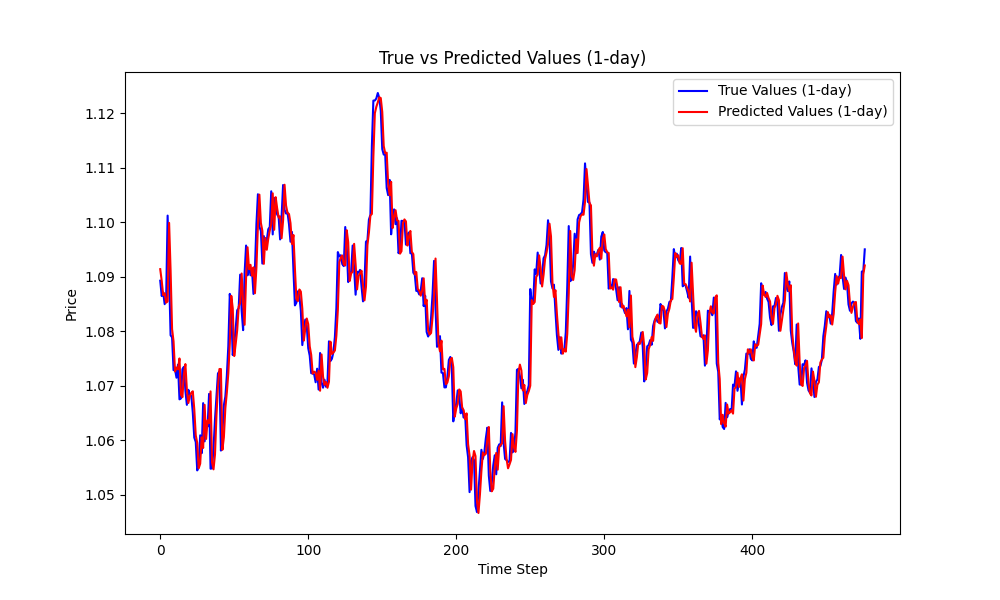 True vs Predicted Values (1-day)
True Values (1-day)
Predicted Values (1-day)
Price
1.12
1.11
1.10
1.09
1.08
1.07
1.06
1.05
0 100 200 300 400
Time Step